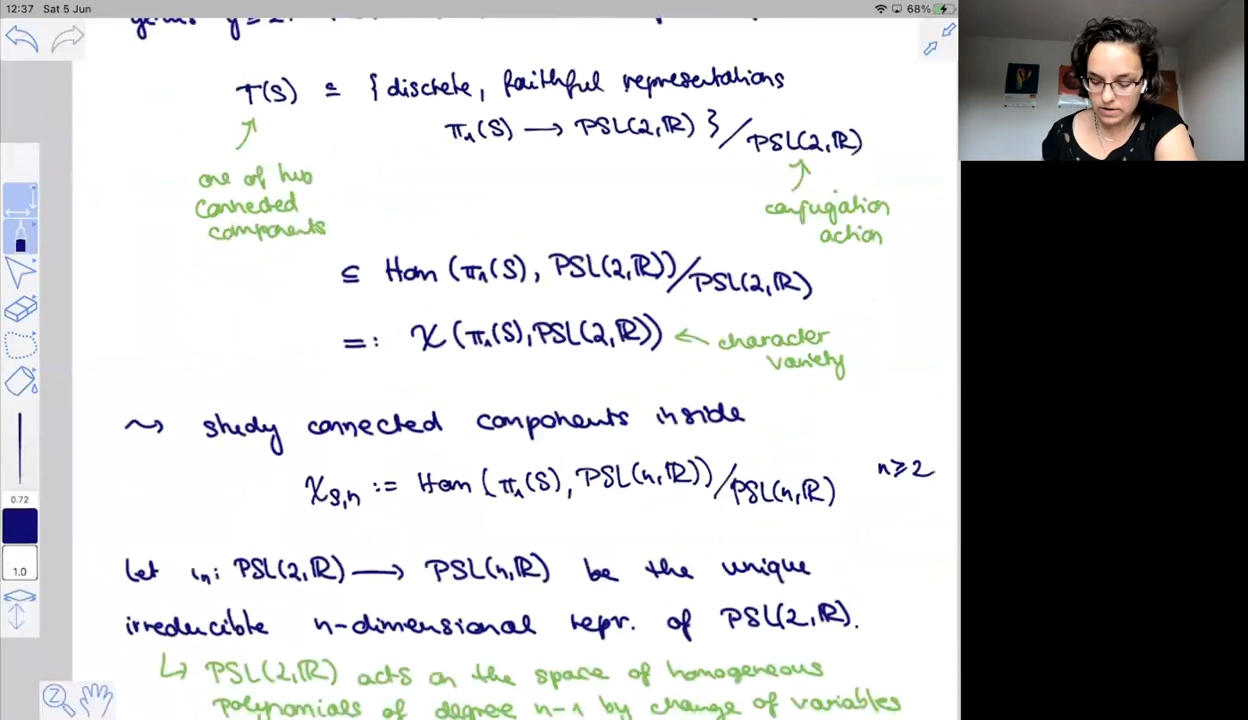 12:37 Sat 5 Jun
68%
T(S) ≅ {discrete, faithful representations
π₁(S) → PSL(2,ℝ)}/PSL(2,ℝ)
one of two
connected
components
conjugation
action
⊆ Hom(π₁(S), PSL(2,ℝ))/PSL(2,ℝ)
=: χ(π₁(S), PSL(2,ℝ)) ← character
variety
⇝ study connected components inside
χ_{S,n} := Hom(π₁(S), PSL(n,ℝ))/PSL(n,ℝ) n≥2
0.72
1.0
Let ιₙ: PSL(2,ℝ) → PSL(n,ℝ) be the unique
irreducible n-dimensional repr. of PSL(2,ℝ).
↳ PSL(2,ℝ) acts on the space of homogeneous
polynomials of degree n-1 by change of variables
Z